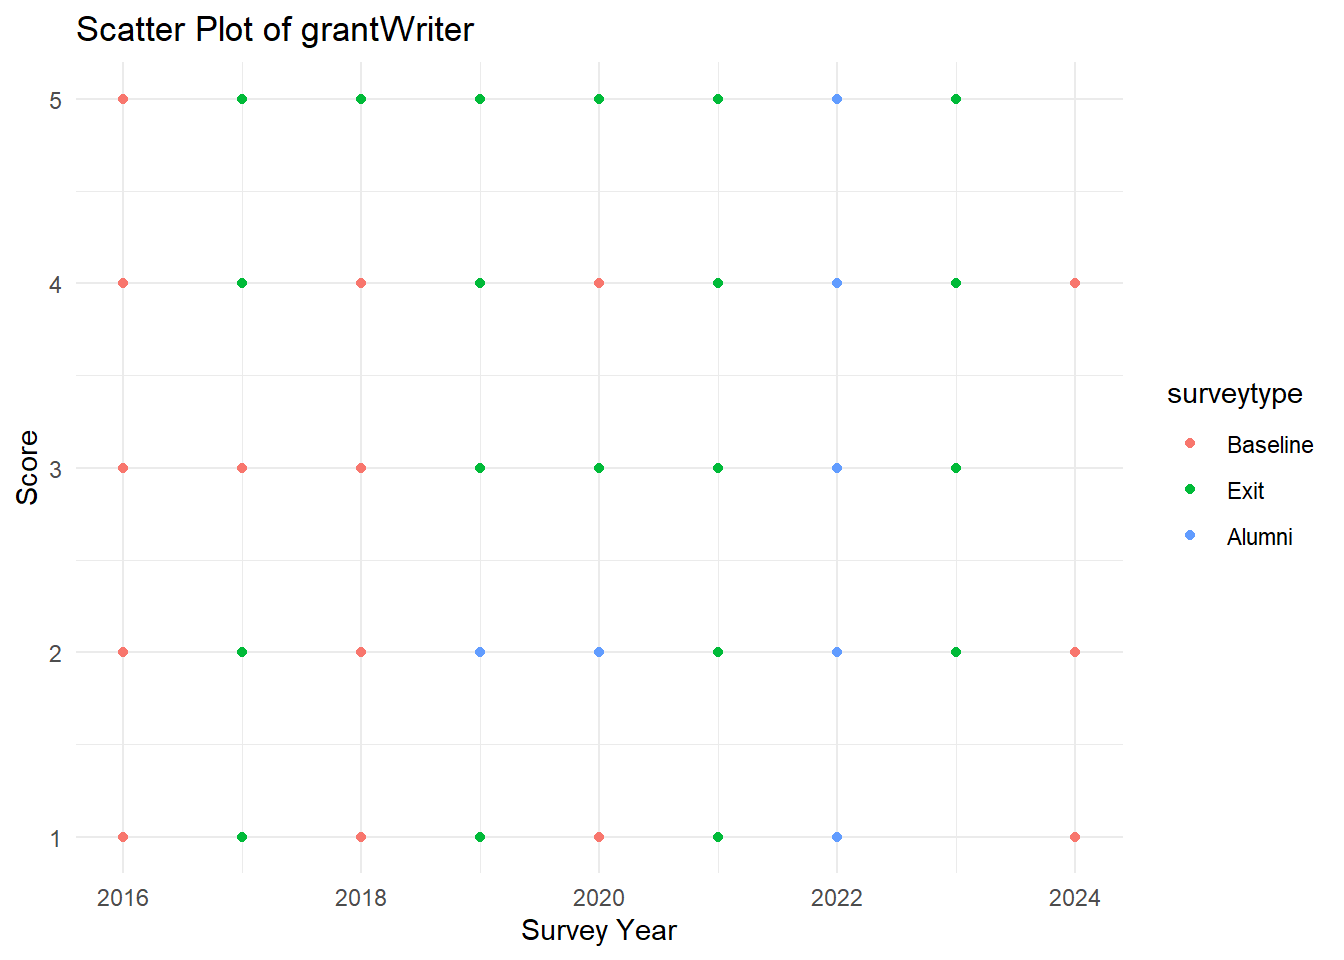 Scatter Plot of grantWriter
5
4
3
2
1
Score
2016 2018 2020 2022 2024
Survey Year
surveytype
Baseline
Exit
Alumni